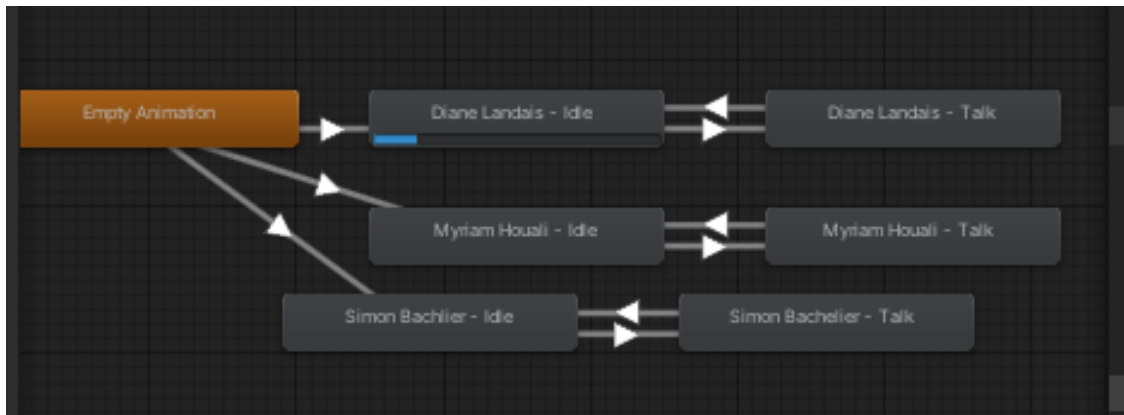 Empty Animation
Diane Landais - Idle
Diane Landais - Talk
Myriam Houali - Idle
Myriam Houali - Talk
Simon Bachlier - Idle
Simon Bachelier - Talk